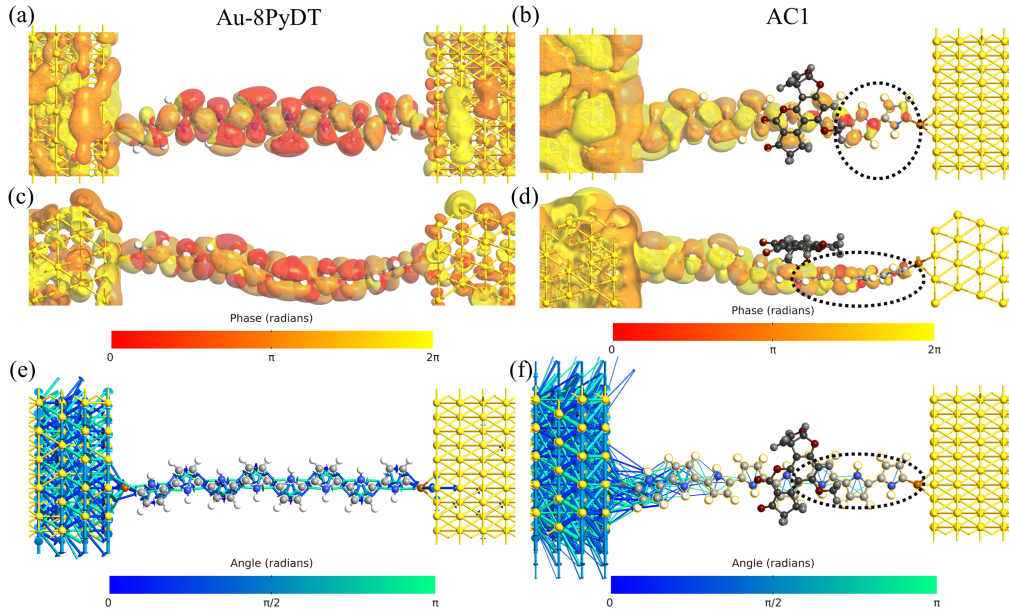 (a) Au-8PyDT (b) AC1
(c) (d)
Phase (radians) Phase (radians)
0 π 2π 0 π 2π
(e) (f)
Angle (radians) Angle (radians)
0 π/2 π 0 π/2 π